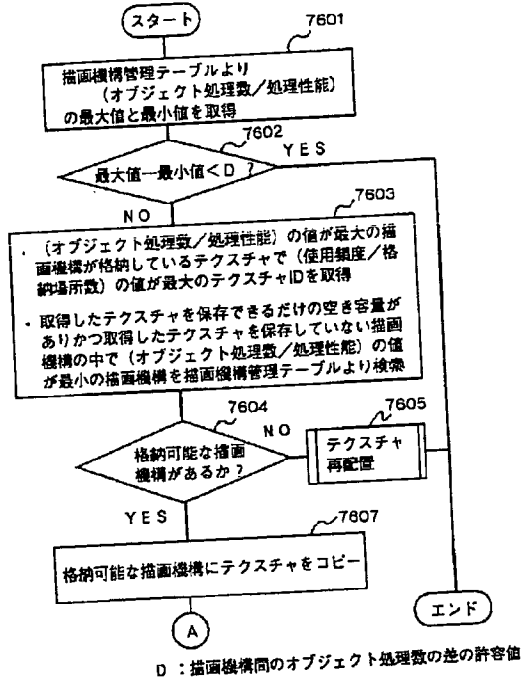 スタート
7601
描画機構管理テーブルより
(オブジェクト処理数/処理性能)
の最大値と最小値を取得
7602
最大値ー最小値<D ?
YES
NO
7603
・(オブジェクト処理数/処理性能)の値が最大の描
画機構が格納しているテクスチャで(使用頻度/格
納場所数)の値が最大のテクスチャIDを取得
・取得したテクスチャを保存できるだけの空き容量が
ありかつ取得したテクスチャを保存していない描画
機構の中で(オブジェクト処理数/処理性能)の値
が最小の描画機構を描画機構管理テーブルより検索
7604
格納可能な描画
機構があるか?
NO
7605
テクスチャ
再配置
YES
7607
格納可能な描画機構にテクスチャをコピー
A
エンド
D :描画機構間のオブジェクト処理数の差の許容値